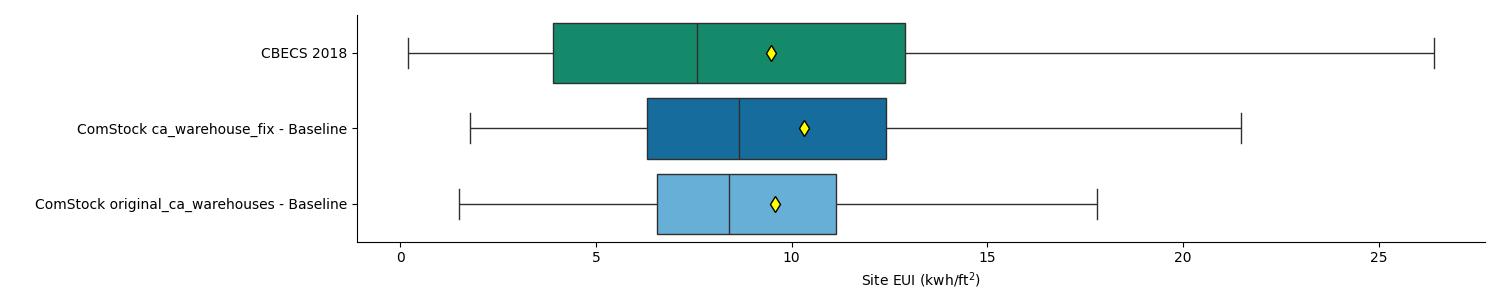 CBECS 2018
ComStock ca_warehouse_fix - Baseline
ComStock original_ca_warehouses - Baseline
0 5 10 15 20 25
Site EUI (kwh/ft²)